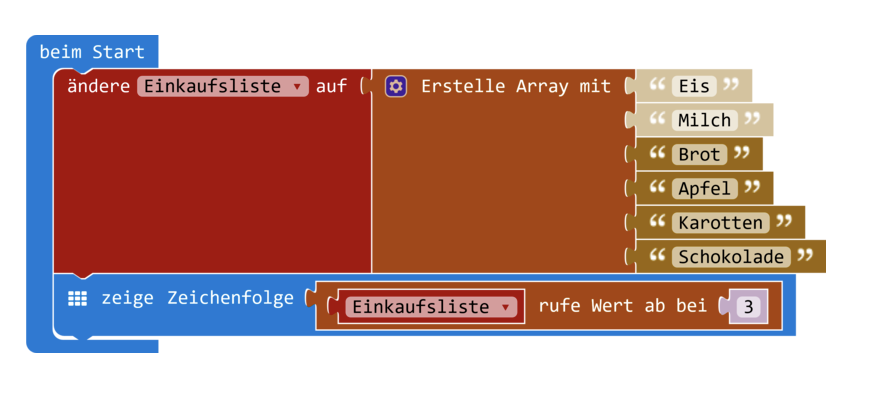 beim Start
ändere Einkaufsliste auf Erstelle Array mit “ Eis ”
“ Milch ”
“ Brot ”
“ Apfel ”
“ Karotten ”
“ Schokolade ”
zeige Zeichenfolge Einkaufsliste rufe Wert ab bei 3